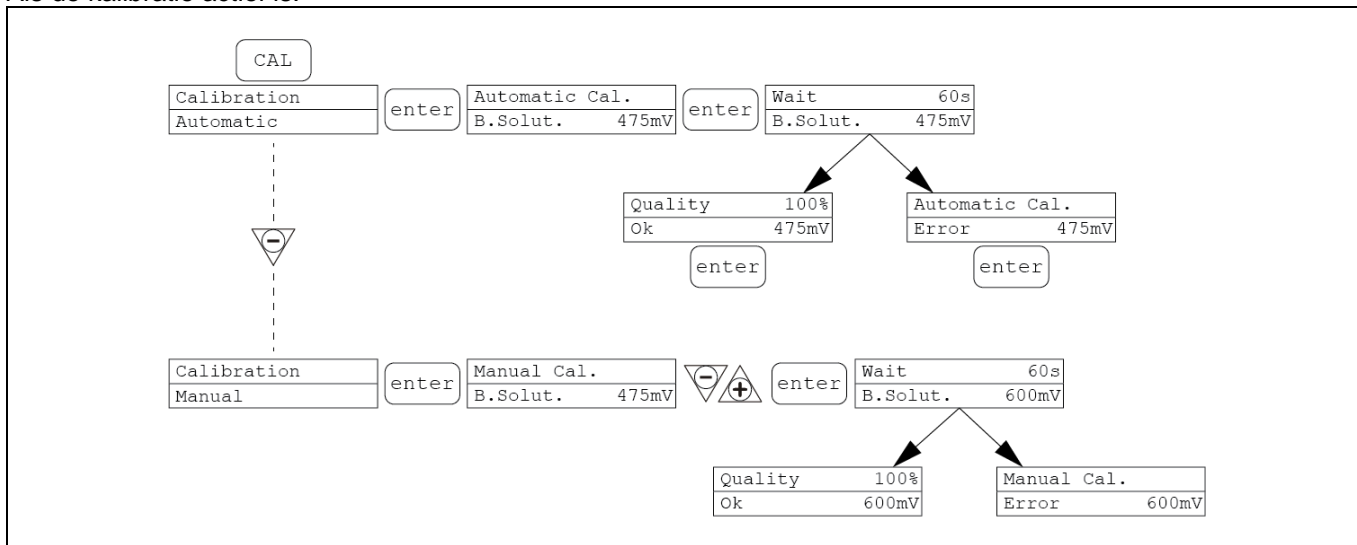 Als de kalibratie actief is:
CAL
Calibration
Automatic
enter
Automatic Cal.
B.Solut. 475mV
enter
Wait 60s
B.Solut. 475mV
Quality 100%
Ok 475mV
enter
Automatic Cal.
Error 475mV
enter
Calibration
Manual
enter
Manual Cal.
B.Solut. 475mV
enter
Wait 60s
B.Solut. 600mV
Quality 100%
Ok 600mV
Manual Cal.
Error 600mV